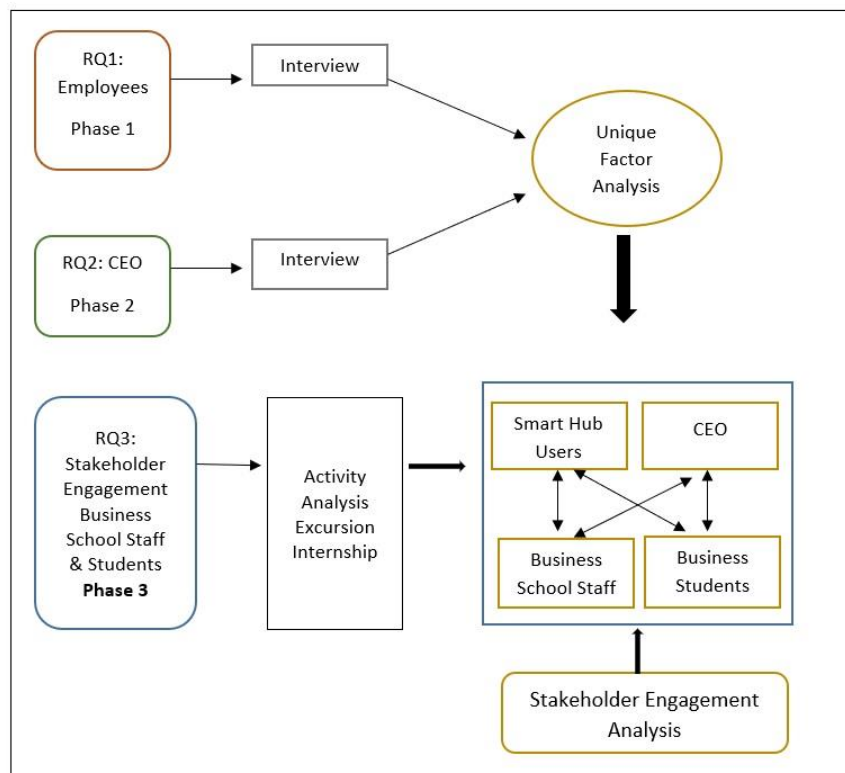 RQ1:
Employees
Phase 1
Interview
Unique
Factor
Analysis
RQ2: CEO
Phase 2
Interview
RQ3:
Stakeholder
Engagement
Business
School Staff
& Students
Phase 3
Activity
Analysis
Excursion
Internship
Smart Hub
Users
CEO
Business
School Staff
Business
Students
Stakeholder Engagement
Analysis